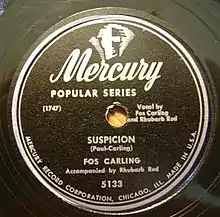 Mercury
POPULAR SERIES
(1747)
Vocal by
Fos Carling
and Rhubarb Red
SUSPICION
(Paul-Carling)
FOS CARLING
Accompanied by Rhubarb Red
5133
MERCURY RECORD CORPORATION, CHICAGO, ILL. MADE IN U.S.A.